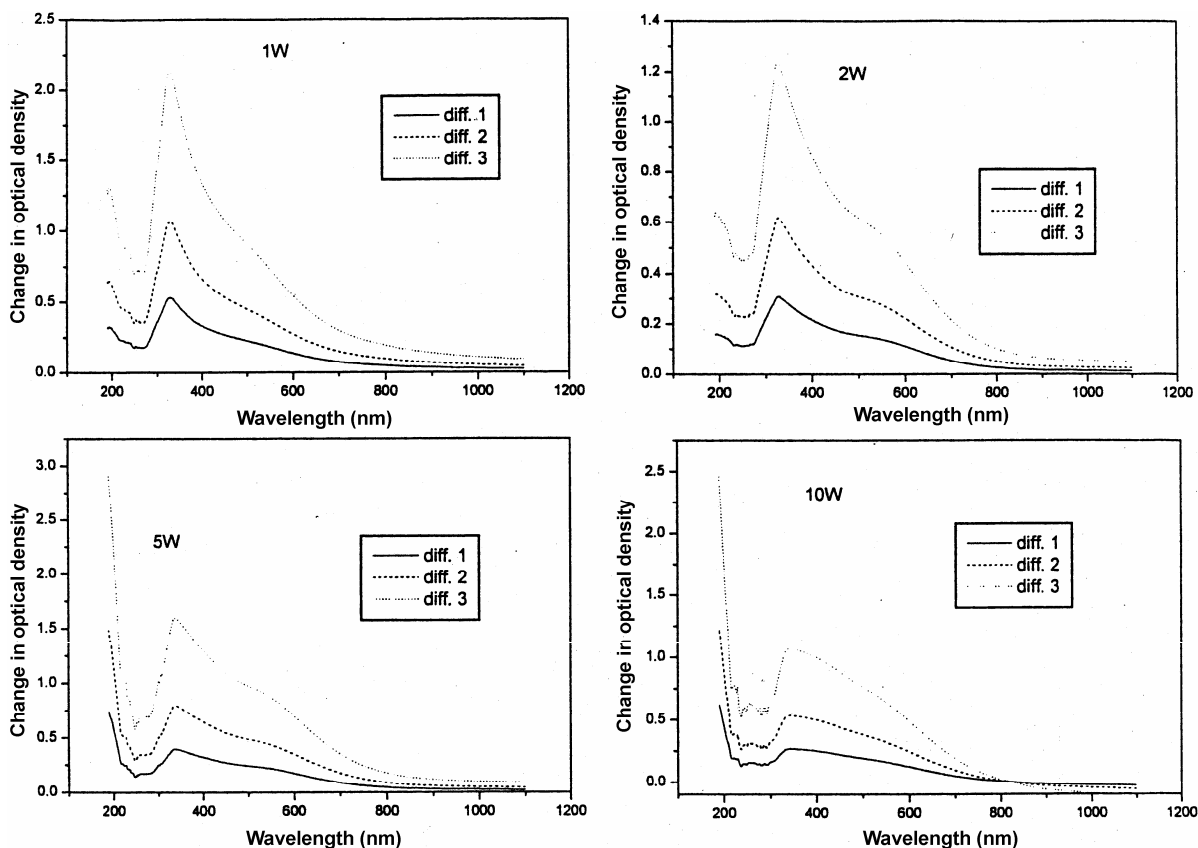 2.5
2.0
1.5
1.0
0.5
0.0
Change in optical density
1W
diff. 1
diff. 2
diff. 3
200 400 600 800 1000 1200
Wavelength (nm)
1.4
1.2
1.0
0.8
0.6
0.4
0.2
0.0
Change in optical density
2W
diff. 1
diff. 2
diff. 3
200 400 600 800 1000 1200
Wavelength (nm)
3.0
2.5
2.0
1.5
1.0
0.5
0.0
Change in optical density
5W
diff. 1
diff. 2
diff. 3
200 400 600 800 1000 1200
Wavelength (nm)
2.5
2.0
1.5
1.0
0.5
0.0
Change in optical density
10W
diff. 1
diff. 2
diff. 3
200 400 600 800 1000 1200
Wavelength (nm)